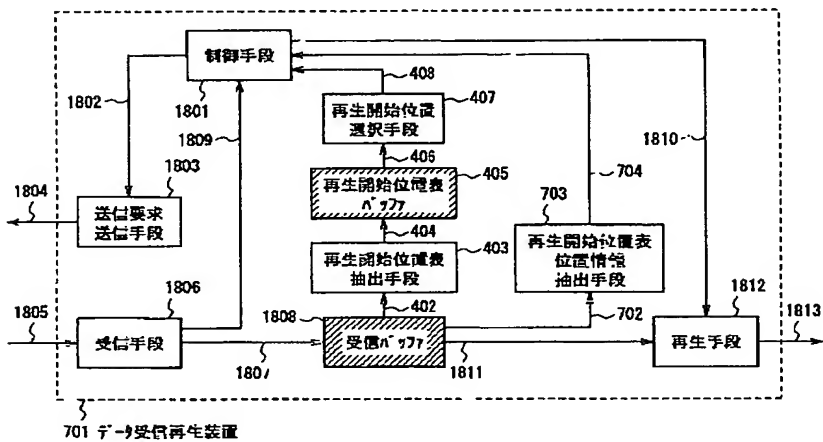 制御手段
1801
1802
1809
408
407
再生開始位置
選択手段
406
405
再生開始位置表
バッファ
404
403
再生開始位置表
抽出手段
402
1803
1804
送信要求
送信手段
1810
704
703
再生開始位置表
位置情報
抽出手段
702
1805
1806
受信手段
1807
1808
受信バッファ
1811
1812
再生手段
1813
701 データ受信再生装置